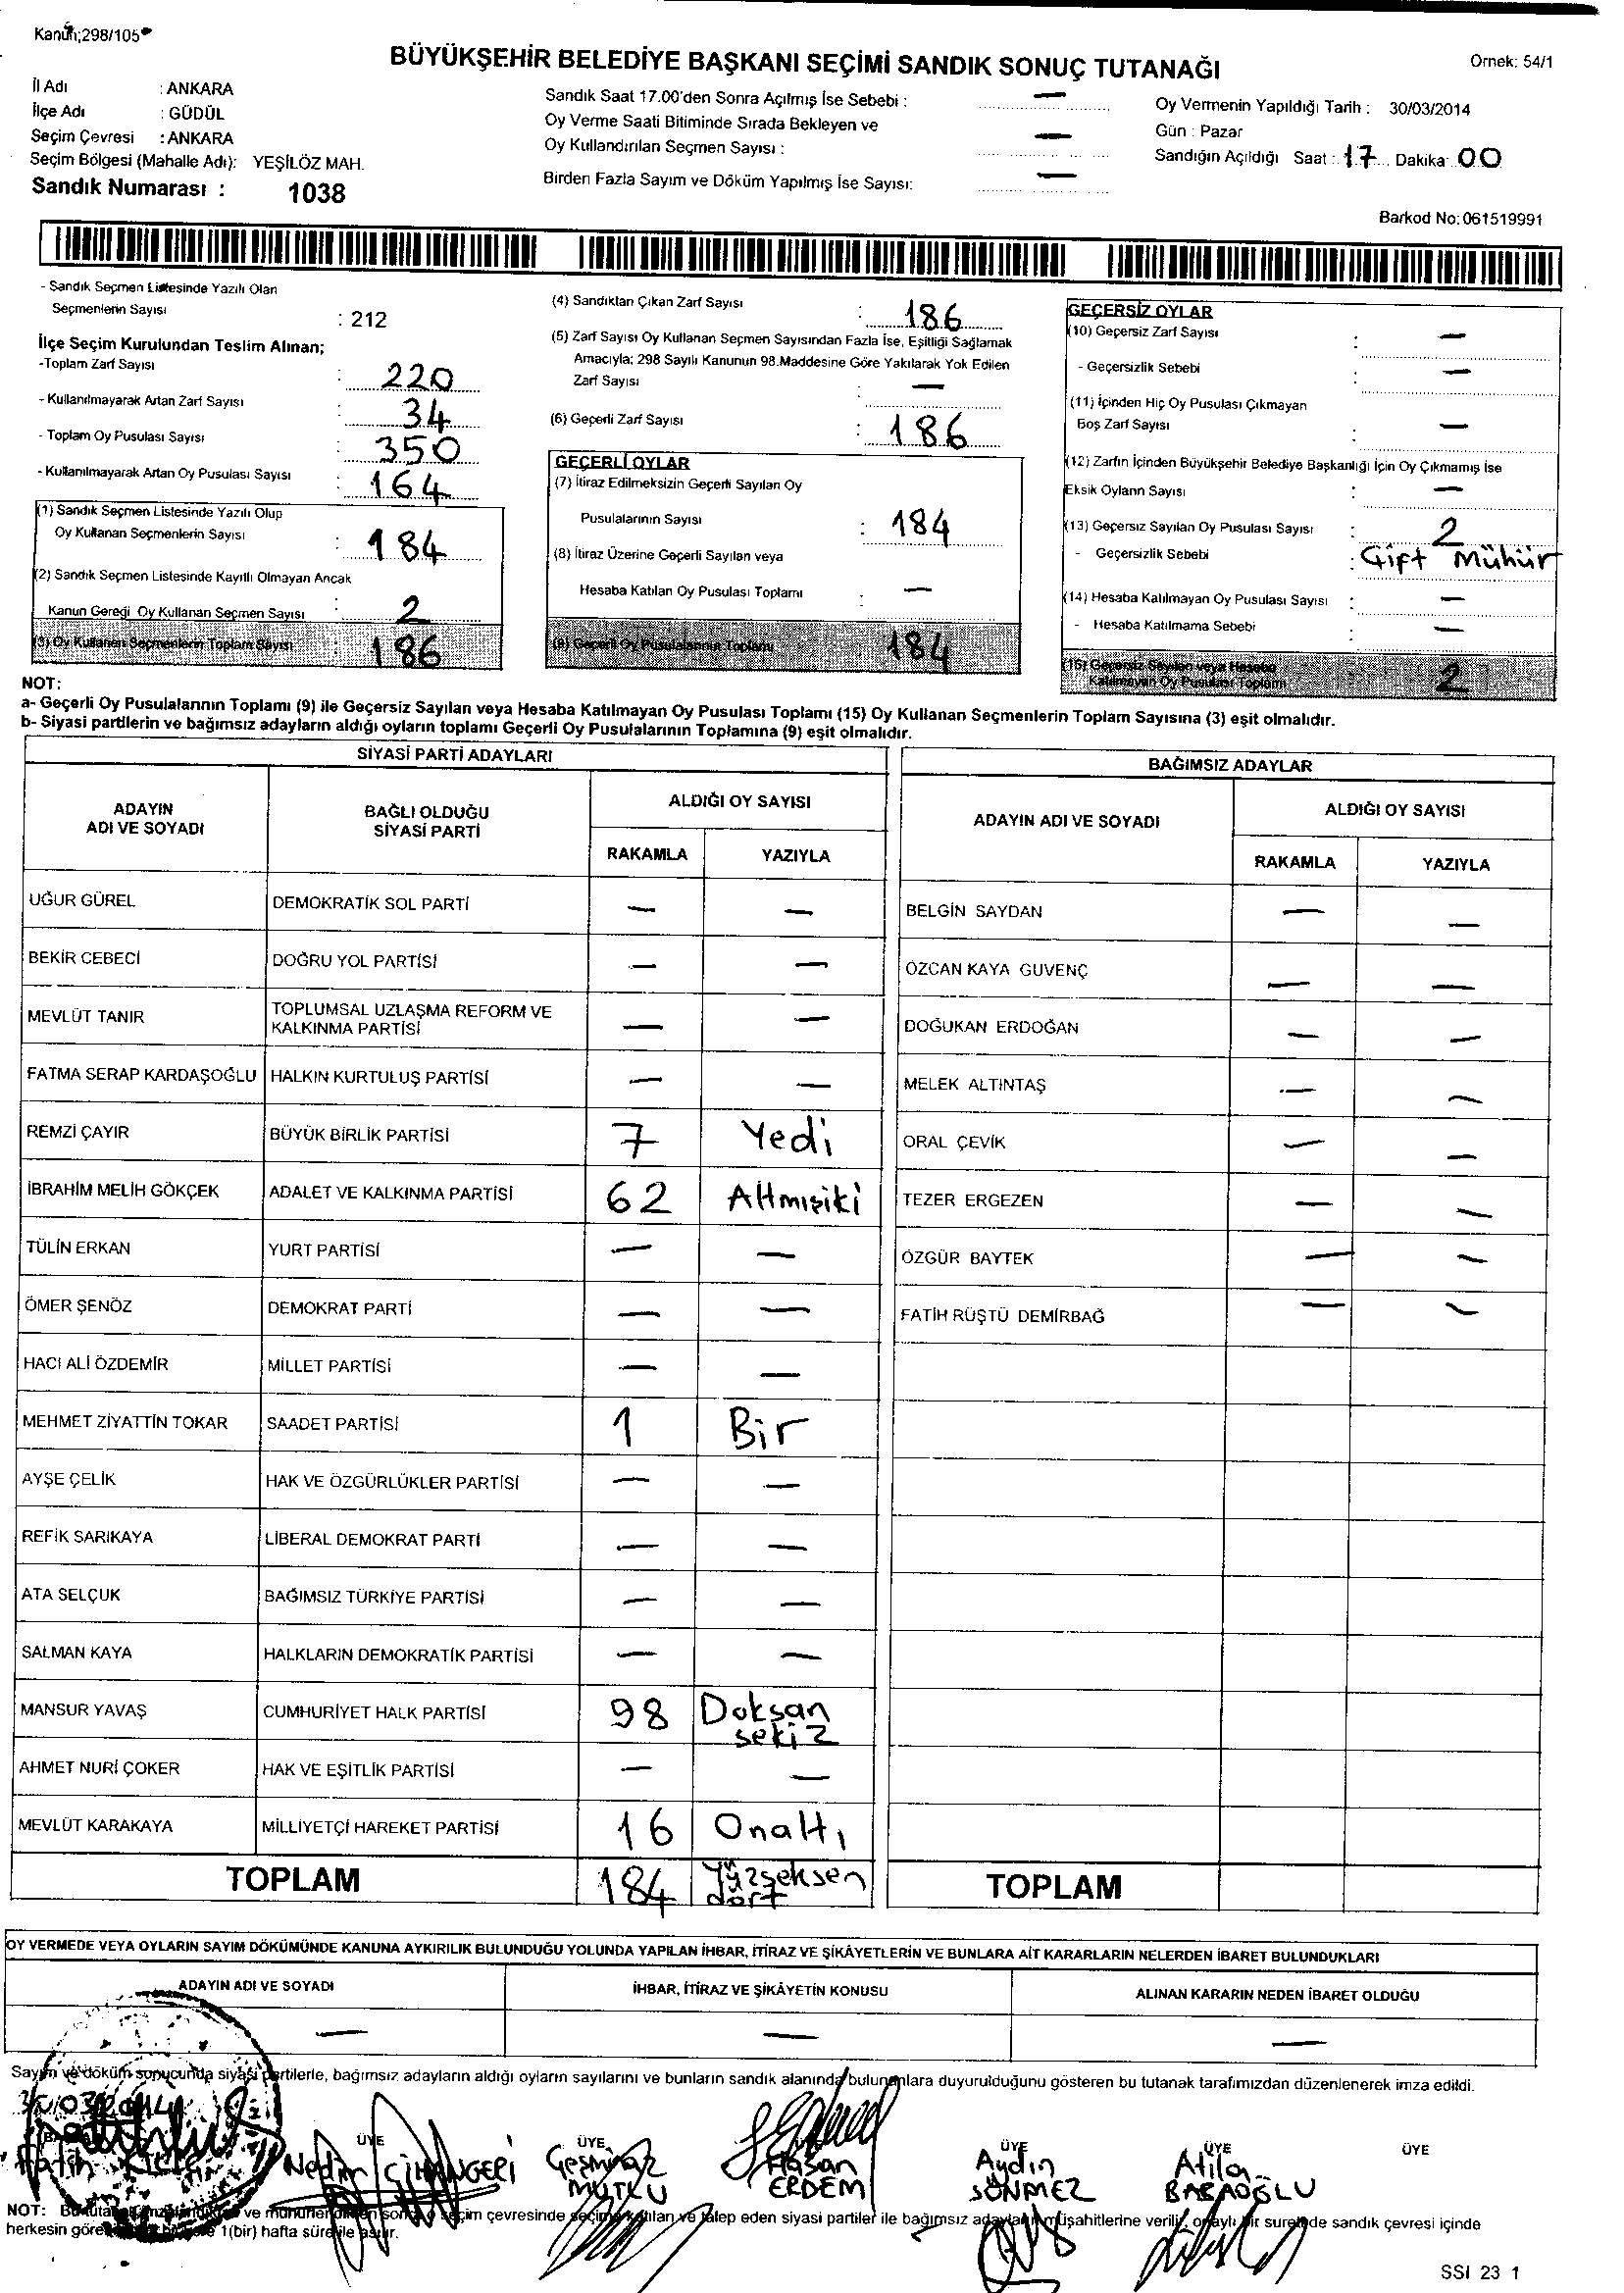 Kanun;298/105
BÜYÜKŞEHİR BELEDİYE BAŞKANI SEÇİMİ SANDIK SONUÇ TUTANAĞI
Örnek: 54/1
İl Adı : ANKARA
İlçe Adı : GÜDÜL
Seçim Çevresi : ANKARA
Seçim Bölgesi (Mahalle Adı): YEŞİLÖZ MAH.
Sandık Numarası : 1038
Sandık Saat 17.00'den Sonra Açılmış İse Sebebi : —
Oy Verme Saati Bitiminde Sırada Bekleyen ve
Oy Kullandırılan Seçmen Sayısı : —
Birden Fazla Sayım ve Döküm Yapılmış İse Sayısı: —
Oy Vermenin Yapıldığı Tarih : 30/03/2014
Gün : Pazar
Sandığın Açıldığı Saat : 17 Dakika 00
Barkod No: 061519991
- Sandık Seçmen Listesinde Yazılı Olan
Seçmenlerin Sayısı : 212
İlçe Seçim Kurulundan Teslim Alınan;
-Toplam Zarf Sayısı : 220
- Kullanılmayarak Artan Zarf Sayısı : 34
- Toplam Oy Pusulası Sayısı : 350
- Kullanılmayarak Artan Oy Pusulası Sayısı : 164
(1) Sandık Seçmen Listesinde Yazılı Olup
Oy Kullanan Seçmenlerin Sayısı : 184
(2) Sandık Seçmen Listesinde Kayıtlı Olmayan Ancak
Kanun Gereği Oy Kullanan Seçmen Sayısı : 2
(3) Oy Kullanan Seçmenlerin Toplam Sayısı : 186
(4) Sandıktan Çıkan Zarf Sayısı : 186
(5) Zarf Sayısı Oy Kullanan Seçmen Sayısından Fazla İse, Eşitliği Sağlamak
Amacıyla; 298 Sayılı Kanunun 98.Maddesine Göre Yakılarak Yok Edilen
Zarf Sayısı : —
(6) Geçerli Zarf Sayısı : 186
GEÇERLİ OYLAR
(7) İtiraz Edilmeksizin Geçerli Sayılan Oy
Pusulalarının Sayısı : 184
(8) İtiraz Üzerine Geçerli Sayılan veya
Hesaba Katılan Oy Pusulası Toplamı : —
(9) Geçerli Oy Pusulalarının Toplamı 184
GEÇERSİZ OYLAR
(10) Geçersiz Zarf Sayısı : —
- Geçersizlik Sebebi : —
(11) İçinden Hiç Oy Pusulası Çıkmayan
Boş Zarf Sayısı : —
(12) Zarfın İçinden Büyükşehir Belediye Başkanlığı İçin Oy Çıkmamış İse
Eksik Oyların Sayısı : —
(13) Geçersiz Sayılan Oy Pusulası Sayısı : 2
- Geçersizlik Sebebi : Çift Mühür
(14) Hesaba Katılmayan Oy Pusulası Sayısı : —
- Hesaba Katılmama Sebebi : —
(15) Geçersiz Sayılan veya Hesaba
Katılmayan Oy Pusulası Toplamı 2
NOT:
a- Geçerli Oy Pusulalarının Toplamı (9) ile Geçersiz Sayılan veya Hesaba Katılmayan Oy Pusulası Toplamı (15) Oy Kullanan Seçmenlerin Toplam Sayısına (3) eşit olmalıdır.
b- Siyasi partilerin ve bağımsız adayların aldığı oyların toplamı Geçerli Oy Pusulalarının Toplamına (9) eşit olmalıdır.
SİYASİ PARTİ ADAYLARI
ADAYIN ADI VE SOYADI BAĞLI OLDUĞU SİYASİ PARTİ ALDIĞI OY SAYISI
RAKAMLA YAZIYLA
UĞUR GÜREL DEMOKRATİK SOL PARTİ — —
BEKİR CEBECİ DOĞRU YOL PARTİSİ — —
MEVLÜT TANIR TOPLUMSAL UZLAŞMA REFORM VE KALKINMA PARTİSİ — —
FATMA SERAP KARDAŞOĞLU HALKIN KURTULUŞ PARTİSİ — —
REMZİ ÇAYIR BÜYÜK BİRLİK PARTİSİ 7 Yedi
İBRAHİM MELİH GÖKÇEK ADALET VE KALKINMA PARTİSİ 62 Altmışiki
TÜLİN ERKAN YURT PARTİSİ — —
ÖMER ŞENÖZ DEMOKRAT PARTİ — —
HACI ALİ ÖZDEMİR MİLLET PARTİSİ — —
MEHMET ZİYATTİN TOKAR SAADET PARTİSİ 1 Bir
AYŞE ÇELİK HAK VE ÖZGÜRLÜKLER PARTİSİ — —
REFİK SARIKAYA LİBERAL DEMOKRAT PARTİ — —
ATA SELÇUK BAĞIMSIZ TÜRKİYE PARTİSİ — —
SALMAN KAYA HALKLARIN DEMOKRATİK PARTİSİ — —
MANSUR YAVAŞ CUMHURİYET HALK PARTİSİ 98 Doksan sekiz
AHMET NURİ ÇOKER HAK VE EŞİTLİK PARTİSİ — —
MEVLÜT KARAKAYA MİLLİYETÇİ HAREKET PARTİSİ 16 Onaltı
TOPLAM 184 Yüzseksen dört
BAĞIMSIZ ADAYLAR
ADAYIN ADI VE SOYADI ALDIĞI OY SAYISI
RAKAMLA YAZIYLA
BELGİN SAYDAN — —
ÖZCAN KAYA GÜVENÇ — —
DOĞUKAN ERDOĞAN — —
MELEK ALTINTAŞ — —
ORAL ÇEVİK — —
TEZER ERGEZEN — —
ÖZGÜR BAYTEK — —
FATİH RÜŞTÜ DEMİRBAĞ — —
TOPLAM
OY VERMEDE VEYA OYLARIN SAYIM DÖKÜMÜNDE KANUNA AYKIRILIK BULUNDUĞU YOLUNDA YAPILAN İHBAR, İTİRAZ VE ŞİKÂYETLERİN VE BUNLARA AİT KARARLARIN NELERDEN İBARET BULUNDUKLARI
ADAYIN ADI VE SOYADI İHBAR, İTİRAZ VE ŞİKÂYETİN KONUSU ALINAN KARARIN NEDEN İBARET OLDUĞU
— — —
Sayım ve döküm sonucunda siyasi partilerle, bağımsız adayların aldığı oyların sayılarını ve bunların sandık alanında bulunanlara duyurulduğunu gösteren bu tutanak tarafımızdan düzenlenerek imza edildi.
30/03/2014
ÜYE ÜYE ÜYE ÜYE ÜYE
Fatih
Nedim CİHANGERİ
Çeşminaz MUTLU
Hasan ERDEM
Aydın SÖNMEZ
Atila BABAOĞLU
NOT: ve mühürlendikten sonra, o seçim çevresinde seçime katılan ve talep eden siyasi partiler ile bağımsız adayların müşahitlerine verilir, onaylı bir suret de sandık çevresi içinde
herkesin 1(bir) hafta süre ile asılır.
SSI 23 1